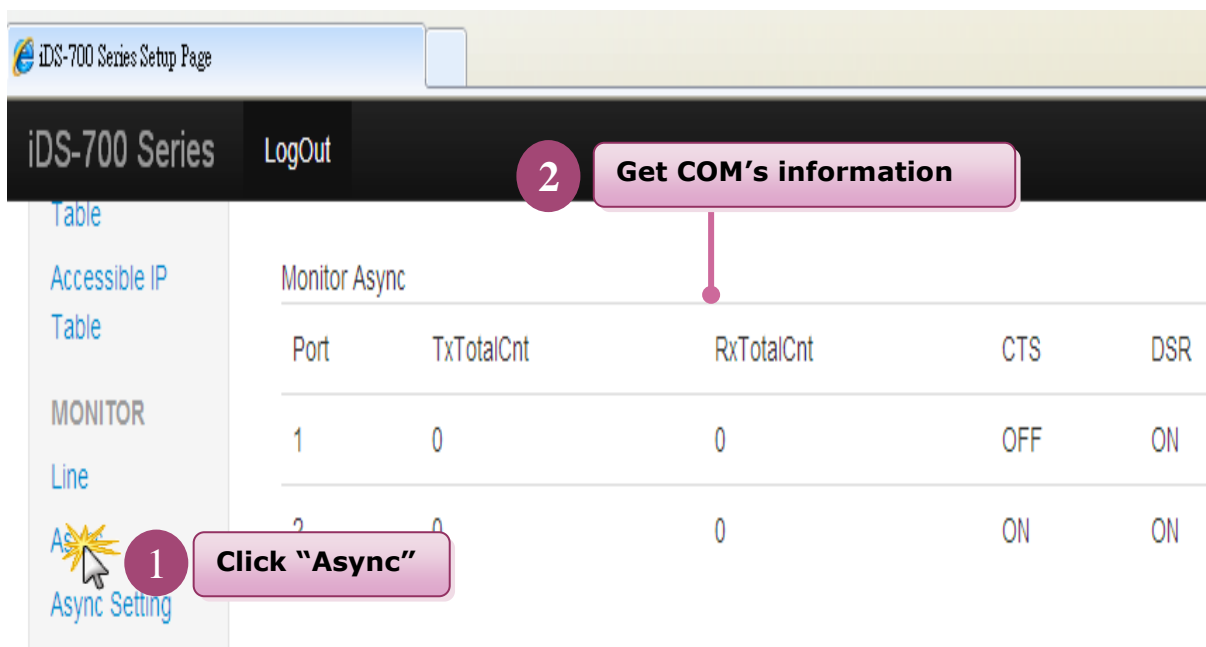 iDS-700 Series Setup Page
iDS-700 Series LogOut
2 Get COM’s information
Table
Accessible IP
Table
MONITOR
Line
Async Setting
Monitor Async
Port TxTotalCnt RxTotalCnt CTS DSR
1 0 0 OFF ON
2 0 0 ON ON
1 Click “Async”